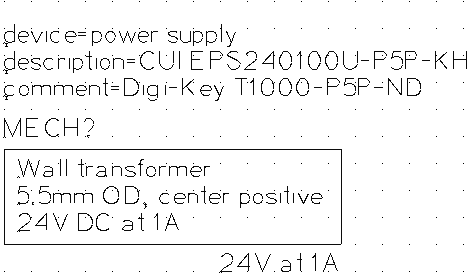 device=power supply
description=CUI EPS240100U-P5P-KH
comment=Digi-Key T1000-P5P-ND
MECH?
Wall transformer
5.5mm OD, center positive
24V DC at 1A
24V at 1A